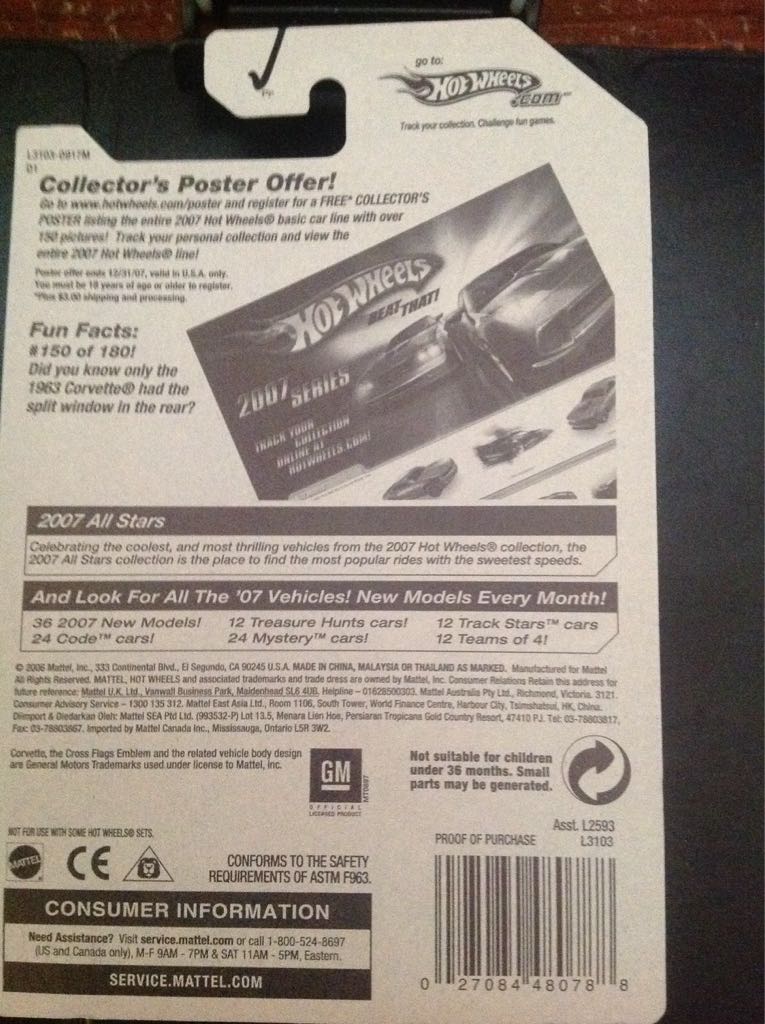 go to:
HOT WHEELS
.COM™
Track your collection. Challenge fun games.
L3103-0917M
01
Collector's Poster Offer!
Go to www.hotwheels.com/poster and register for a FREE* COLLECTOR'S
POSTER listing the entire 2007 Hot Wheels® basic car line with over
150 pictures! Track your personal collection and view the
entire 2007 Hot Wheels® line!
Poster offer ends 12/31/07, valid in U.S.A. only.
You must be 18 years of age or older to register.
*Plus $3.00 shipping and processing.
HOT WHEELS
BEAT THAT!
2007 SERIES
TRACK YOUR
COLLECTION
ONLINE AT
HOTWHEELS.COM!
Fun Facts:
#150 of 180!
Did you know only the
1963 Corvette® had the
split window in the rear?
2007 All Stars
Celebrating the coolest, and most thrilling vehicles from the 2007 Hot Wheels® collection, the
2007 All Stars collection is the place to find the most popular rides with the sweetest speeds.
And Look For All The '07 Vehicles! New Models Every Month!
36 2007 New Models! 12 Treasure Hunts cars! 12 Track Stars™ cars
24 Code™ cars! 24 Mystery™ cars! 12 Teams of 4!
© 2006 Mattel, Inc., 333 Continental Blvd., El Segundo, CA 90245 U.S.A. MADE IN CHINA, MALAYSIA OR THAILAND AS MARKED. Manufactured for Mattel
All Rights Reserved. MATTEL, HOT WHEELS and associated trademarks and trade dress are owned by Mattel, Inc. Consumer Relations Retain this address for
future reference: Mattel U.K. Ltd., Vanwall Business Park, Maidenhead SL6 4UB. Helpline – 01628500303. Mattel Australia Pty Ltd., Richmond, Victoria. 3121.
Consumer Advisory Service – 1300 135 312. Mattel East Asia Ltd., Room 1106, South Tower, World Finance Centre, Harbour City, Tsimshatsui, HK, China.
Diimport & Diedarkan Oleh: Mattel SEA Ptd Ltd. (993532-P) Lot 13.5, Menara Lien Hoe, Persiaran Tropicana Gold Country Resort, 47410 PJ. Tel: 03-78803817,
Fax: 03-78803867. Imported by Mattel Canada Inc., Mississauga, Ontario L5R 3W2.
Corvette, the Cross Flags Emblem and the related vehicle body design
are General Motors Trademarks used under license to Mattel, Inc.
GM
OFFICIAL
LICENSED PRODUCT
Not suitable for children
under 36 months. Small
parts may be generated.
NOT FOR USE WITH SOME HOT WHEELS® SETS.
MATTEL
CE
CONFORMS TO THE SAFETY
REQUIREMENTS OF ASTM F963.
Asst. L2593
PROOF OF PURCHASE L3103
CONSUMER INFORMATION
Need Assistance? Visit service.mattel.com or call 1-800-524-8697
(US and Canada only), M-F 9AM - 7PM & SAT 11AM - 5PM, Eastern.
SERVICE.MATTEL.COM
0 27084 48078 8